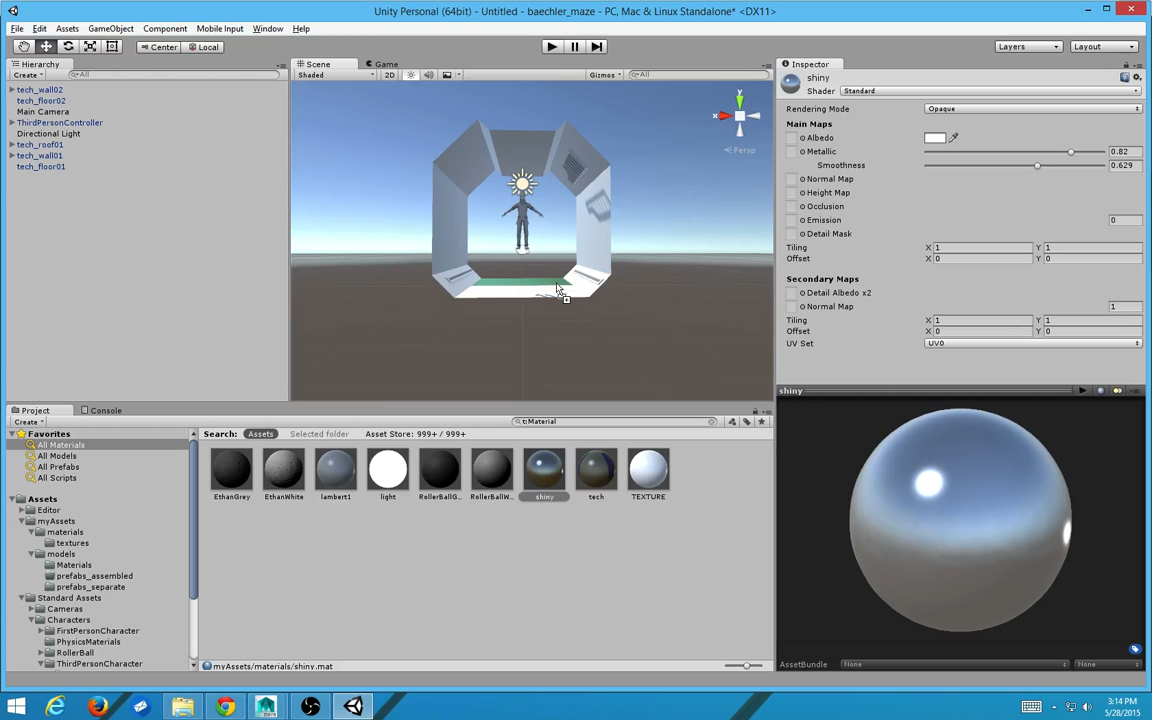 Unity Personal (64bit) - Untitled - baechler_maze - PC, Mac & Linux Standalone* <DX11>
File Edit Assets GameObject Component Mobile Input Window Help
Center Local Layers Layout
Hierarchy
Create All
tech_wall02
tech_floor02
Main Camera
ThirdPersonController
Directional Light
tech_roof01
tech_wall01
tech_floor01
Scene Game
Shaded 2D Gizmos All
y
x
Persp
Inspector
shiny
Shader Standard
Rendering Mode Opaque
Main Maps
Albedo
Metallic 0.82
Smoothness 0.629
Normal Map
Height Map
Occlusion
Emission 0
Detail Mask
Tiling X 1 Y 1
Offset X 0 Y 0
Secondary Maps
Detail Albedo x2
Normal Map 1
Tiling X 1 Y 1
Offset X 0 Y 0
UV Set UV0
shiny
AssetBundle None None
Project Console
Create t:Material
Favorites
All Materials
All Models
All Prefabs
All Scripts
Assets
Editor
myAssets
materials
textures
models
Materials
prefabs_assembled
prefabs_separate
Standard Assets
Cameras
Characters
FirstPersonCharacter
PhysicsMaterials
RollerBall
ThirdPersonCharacter
Search: Assets Selected folder Asset Store: 999+ / 999+
EthanGrey EthanWhite lambert1 light RollerBallG... RollerBallW... shiny tech TEXTURE
myAssets/materials/shiny.mat
3:14 PM
5/28/2015